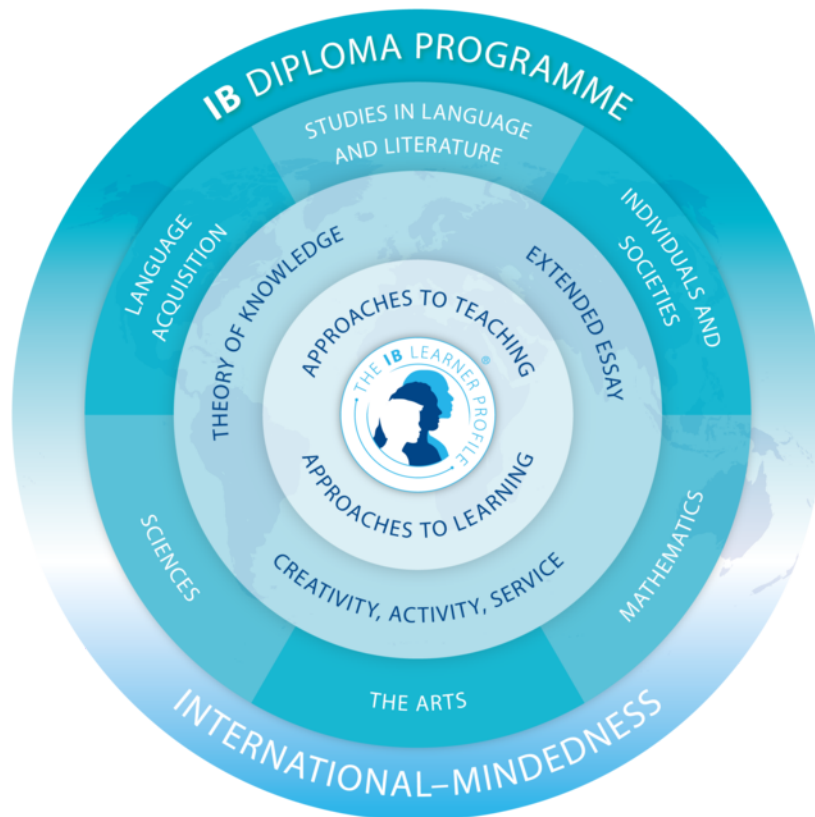 IB DIPLOMA PROGRAMME
STUDIES IN LANGUAGE
AND LITERATURE
LANGUAGE
ACQUISITION
INDIVIDUALS AND
SOCIETIES
THEORY OF KNOWLEDGE
EXTENDED ESSAY
APPROACHES TO TEACHING
THE IB LEARNER PROFILE
®
APPROACHES TO LEARNING
CREATIVITY, ACTIVITY, SERVICE
SCIENCES
MATHEMATICS
THE ARTS
INTERNATIONAL–MINDEDNESS